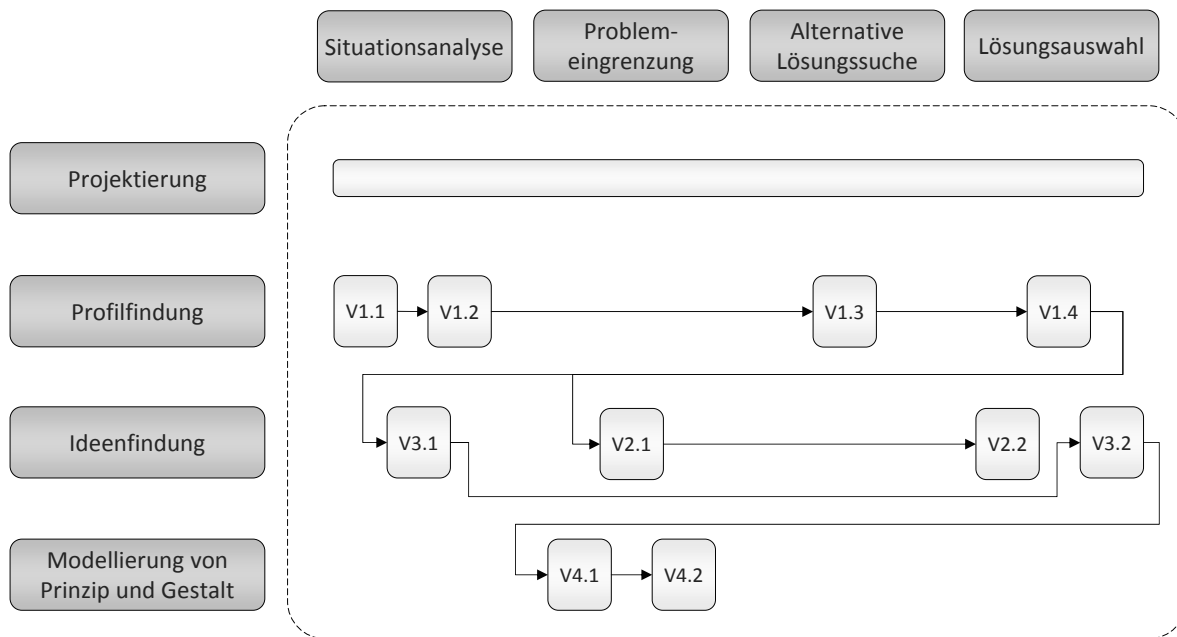 Situationsanalyse
Problem-
eingrenzung
Alternative
Lösungssuche
Lösungsauswahl
Projektierung
Profilfindung
V1.1
V1.2
V1.3
V1.4
Ideenfindung
V3.1
V2.1
V2.2
V3.2
Modellierung von
Prinzip und Gestalt
V4.1
V4.2